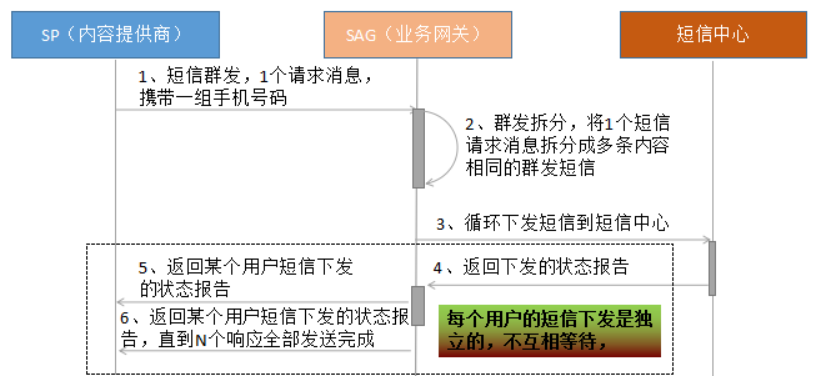 SP（内容提供商）
SAG（业务网关）
短信中心
1、短信群发，1个请求消息，
携带一组手机号码
2、群发拆分，将1个短信
请求消息拆分成多条内容
相同的群发短信
3、循环下发短信到短信中心
5、返回某个用户短信下发
的状态报告
4、返回下发的状态报告
6、返回某个用户短信下发的状态报
告，直到N个响应全部发送完成
每个用户的短信下发是独
立的，不互相等待，